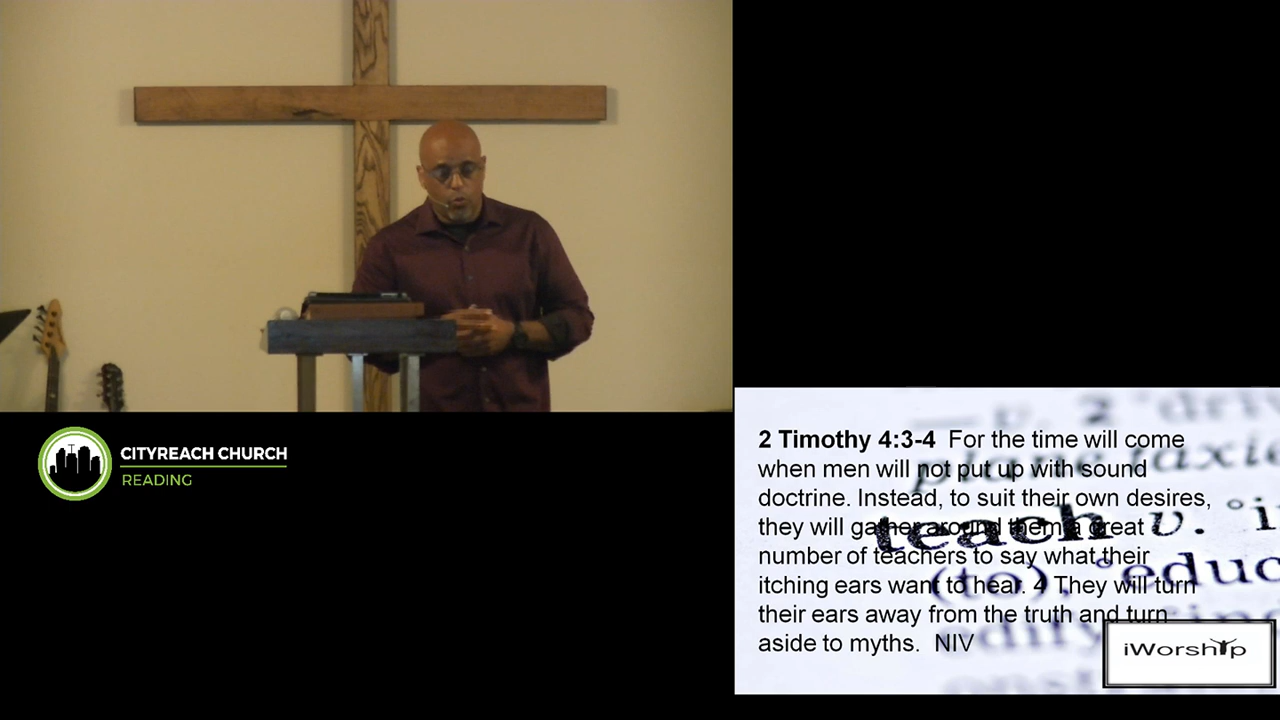 CITYREACH CHURCH
READING
2 Timothy 4:3-4 For the time will come
when men will not put up with sound
doctrine. Instead, to suit their own desires,
they will gather around them a great
number of teachers to say what their
itching ears want to hear. 4 They will turn
their ears away from the truth and turn
aside to myths. NIV
teach v.
(to). educ
iWorship